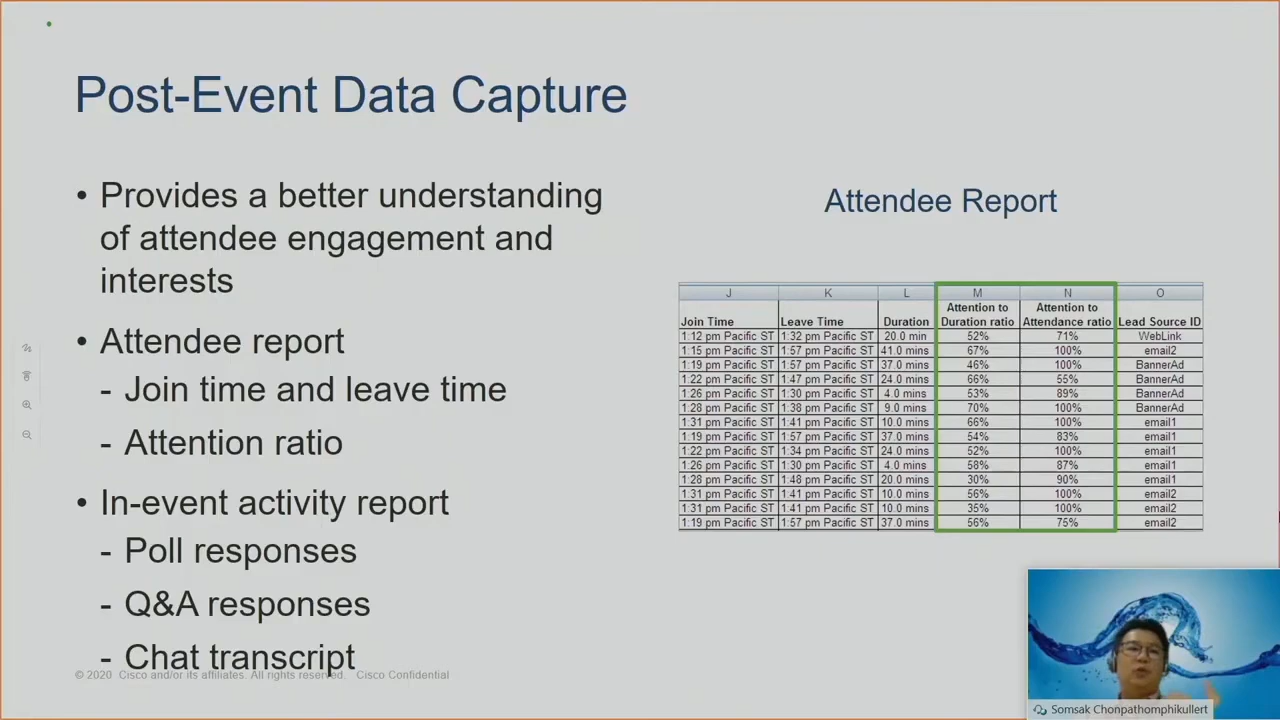 Post-Event Data Capture
• Provides a better understanding
of attendee engagement and
interests
• Attendee report
- Join time and leave time
- Attention ratio
• In-event activity report
- Poll responses
- Q&A responses
- Chat transcript
© 2020 Cisco and/or its affiliates. All rights reserved. Cisco Confidential
Attendee Report
J K L M N O
Join Time Leave Time Duration Attention to Duration ratio Attention to Attendance ratio Lead Source ID
1:12 pm Pacific ST 1:32 pm Pacific ST 20.0 min 52% 71% WebLink
1:15 pm Pacific ST 1:57 pm Pacific ST 41.0 mins 67% 100% email2
1:19 pm Pacific ST 1:57 pm Pacific ST 37.0 mins 46% 100% BannerAd
1:22 pm Pacific ST 1:47 pm Pacific ST 24.0 mins 66% 55% BannerAd
1:26 pm Pacific ST 1:30 pm Pacific ST 4.0 mins 53% 89% BannerAd
1:28 pm Pacific ST 1:38 pm Pacific ST 9.0 mins 70% 100% BannerAd
1:31 pm Pacific ST 1:41 pm Pacific ST 10.0 mins 66% 100% email1
1:19 pm Pacific ST 1:57 pm Pacific ST 37.0 mins 54% 83% email1
1:22 pm Pacific ST 1:34 pm Pacific ST 24.0 mins 52% 100% email1
1:26 pm Pacific ST 1:30 pm Pacific ST 4.0 mins 58% 87% email1
1:28 pm Pacific ST 1:48 pm Pacific ST 20.0 mins 30% 90% email1
1:31 pm Pacific ST 1:41 pm Pacific ST 10.0 mins 56% 100% email2
1:31 pm Pacific ST 1:41 pm Pacific ST 10.0 mins 35% 100% email2
1:19 pm Pacific ST 1:57 pm Pacific ST 37.0 mins 56% 75% email2
Somsak Chonpathomphikullert